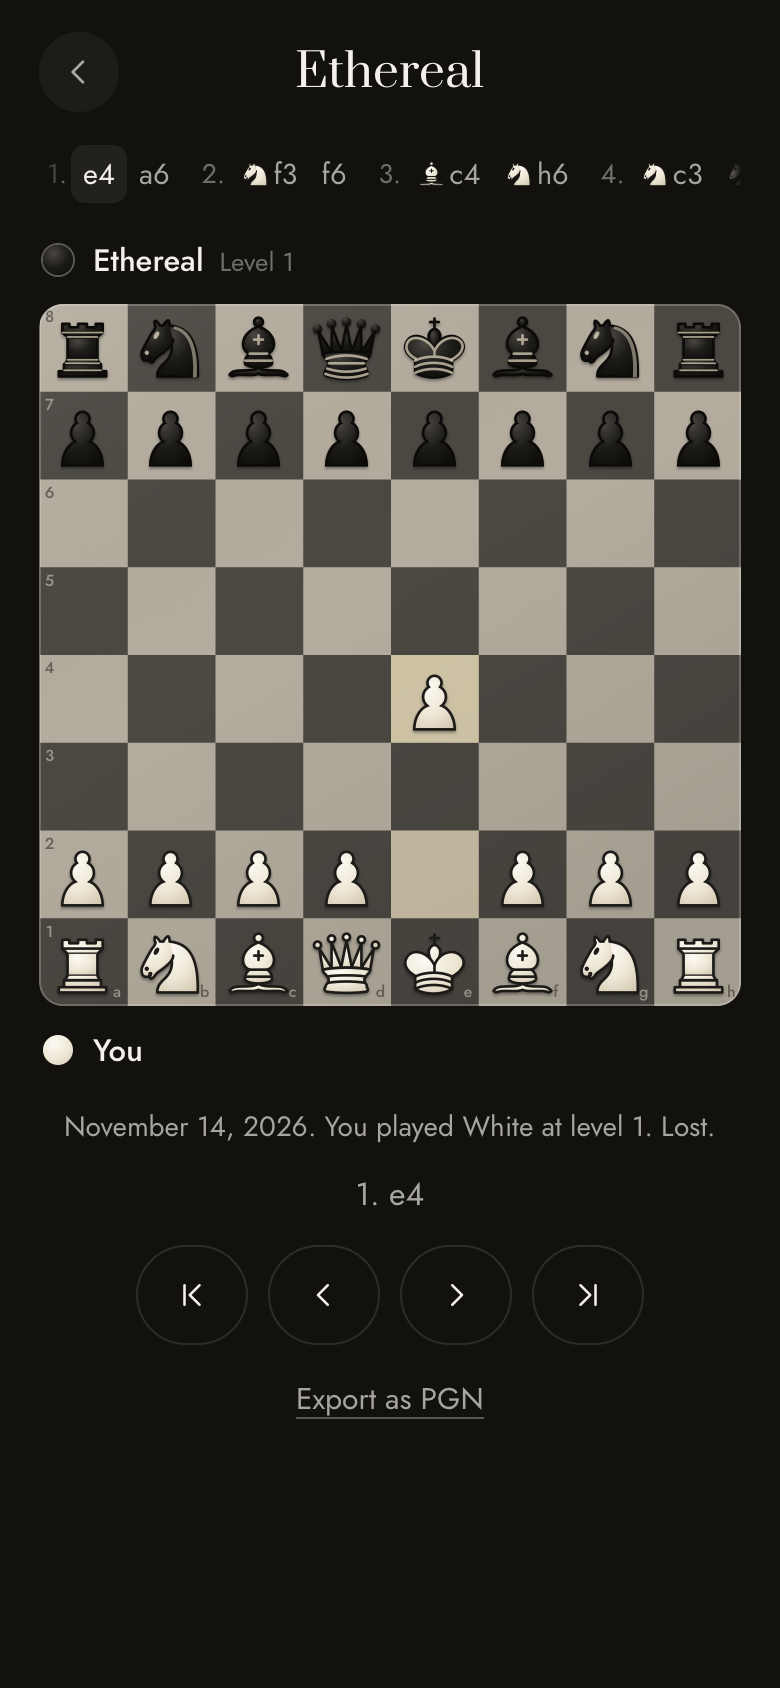 Ethereal
1. e4 a6 2. f3 f6 3. c4 h6 4. c3
Ethereal Level 1
8
7
6
5
4
3
2
1
a b c d e f g h
You
November 14, 2026. You played White at level 1. Lost.
1. e4
Export as PGN